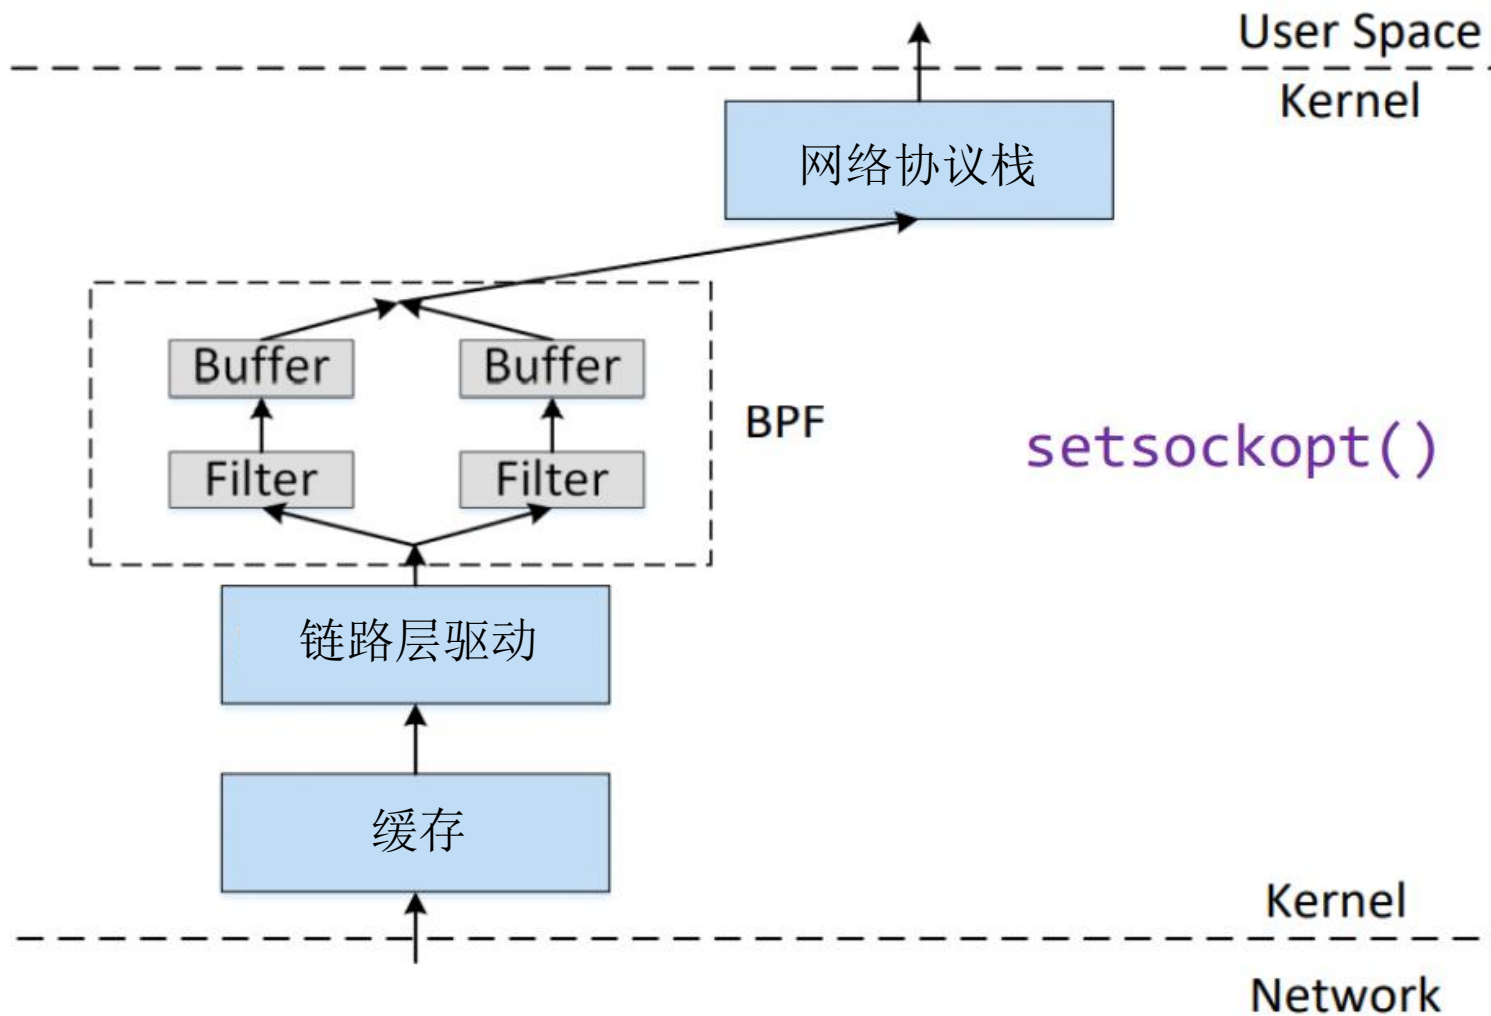 User Space
Kernel
网络协议栈
Buffer
Buffer
BPF
Filter
Filter
setsockopt()
链路层驱动
缓存
Kernel
Network